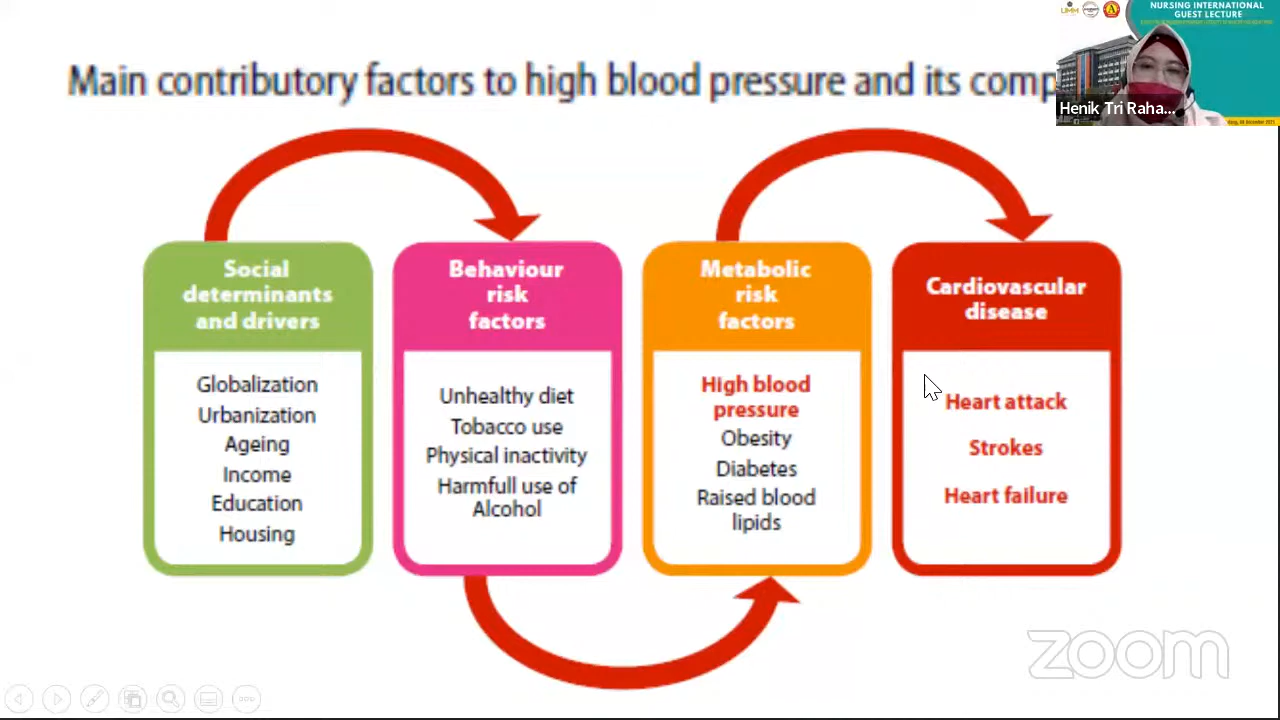 NURSING INTERNATIONAL
GUEST LECTURE
Main contributory factors to high blood pressure and its comp
Henik Tri Raha...
Social
determinants
and drivers
Globalization
Urbanization
Ageing
Income
Education
Housing
Behaviour
risk
factors
Unhealthy diet
Tobacco use
Physical inactivity
Harmfull use of
Alcohol
Metabolic
risk
factors
High blood
pressure
Obesity
Diabetes
Raised blood
lipids
Cardiovascular
disease
Heart attack
Strokes
Heart failure
zoom